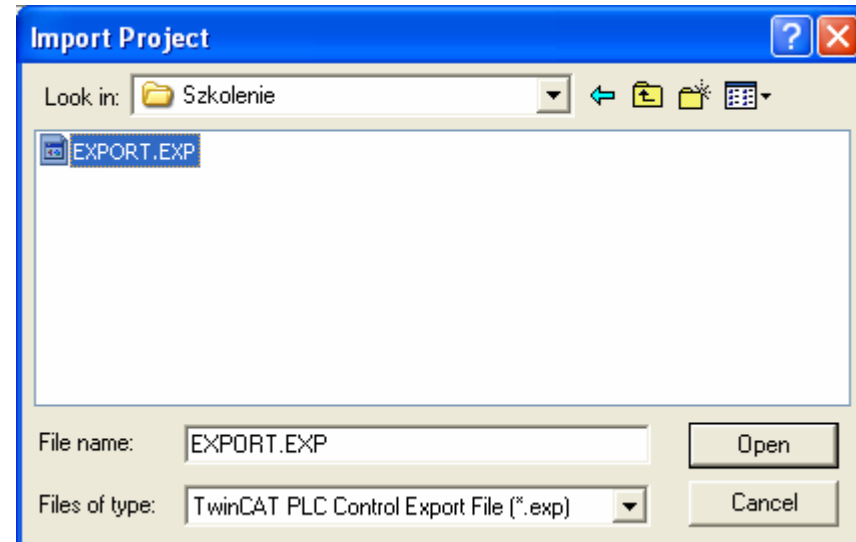 Import Project
Look in: Szkolenie
EXPORT.EXP
File name: EXPORT.EXP Open
Files of type: TwinCAT PLC Control Export File (*.exp) Cancel